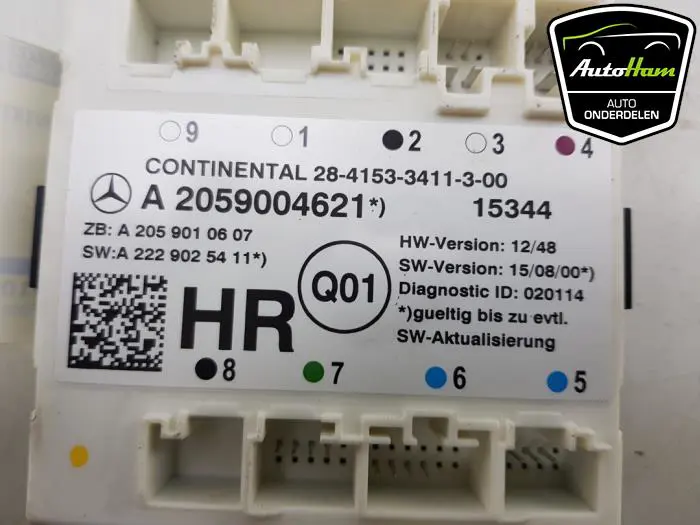 AutoHam
AUTO
ONDERDELEN
9 1 2 3 4
CONTINENTAL 28-4153-3411-3-00
A 2059004621*) 15344
ZB: A 205 901 06 07
SW:A 222 902 54 11*)
HW-Version: 12/48
SW-Version: 15/08/00*)
Diagnostic ID: 020114
*)gueltig bis zu evtl.
SW-Aktualisierung
HR
Q01
8 7 6 5